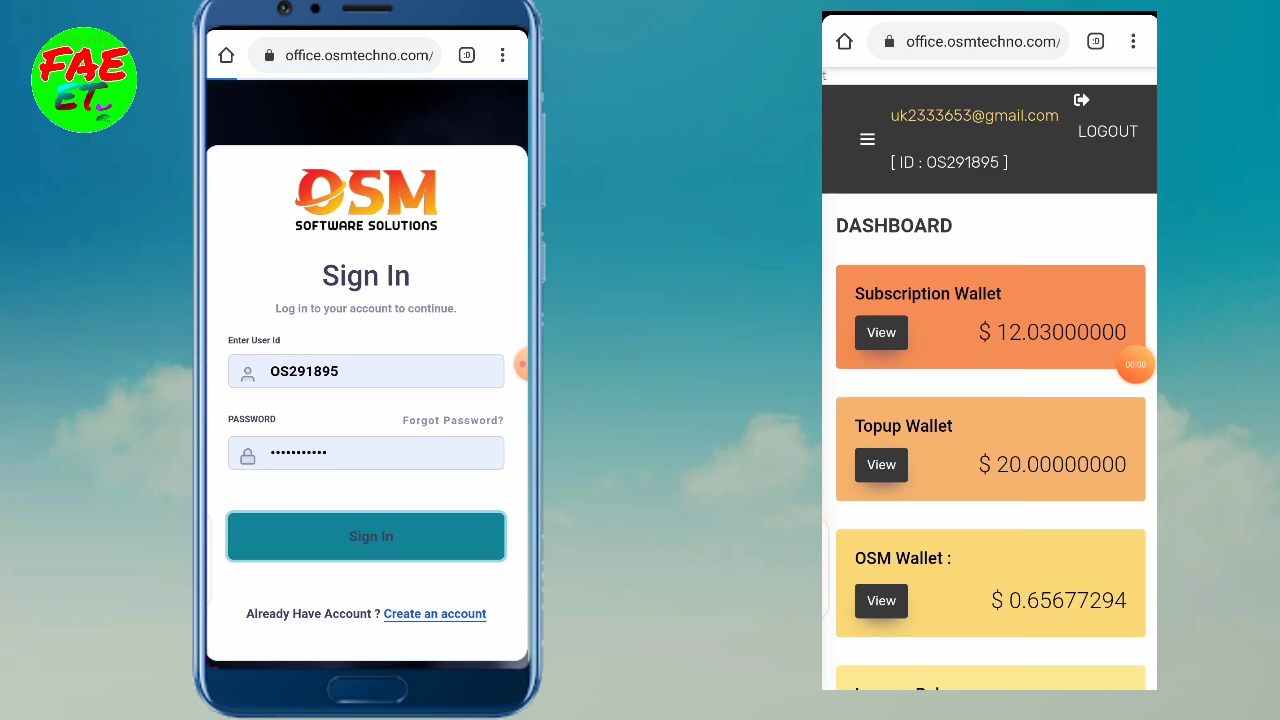 FAE
ET
office.osmtechno.com/
:D
OSM
SOFTWARE SOLUTIONS
Sign In
Log in to your account to continue.
Enter User Id
OS291895
PASSWORD
Forgot Password?
•••••••••••
Sign In
Already Have Account ? Create an account
office.osmtechno.com/
:D
t
uk2333653@gmail.com
LOGOUT
[ ID : OS291895 ]
DASHBOARD
Subscription Wallet
View
$ 12.03000000
00:00
Topup Wallet
View
$ 20.00000000
OSM Wallet :
View
$ 0.65677294